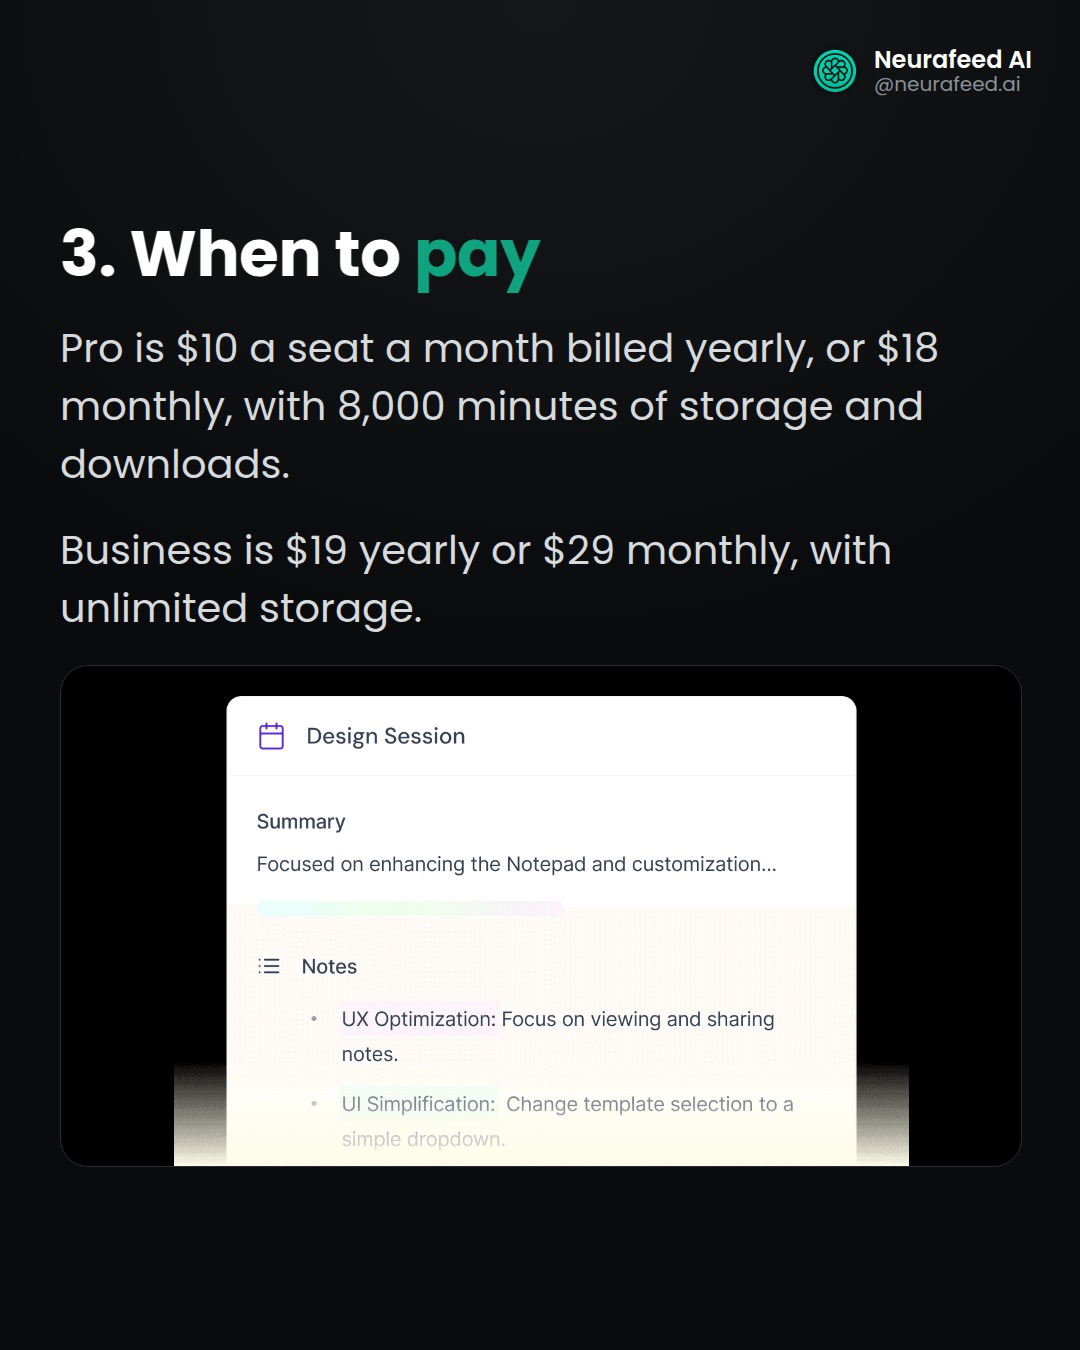 Neurafeed AI
@neurafeed.ai
3. When to pay
Pro is $10 a seat a month billed yearly, or $18
monthly, with 8,000 minutes of storage and
downloads.
Business is $19 yearly or $29 monthly, with
unlimited storage.
Design Session
Summary
Focused on enhancing the Notepad and customization...
Notes
• UX Optimization: Focus on viewing and sharing
notes.
• UI Simplification: Change template selection to a
simple dropdown.